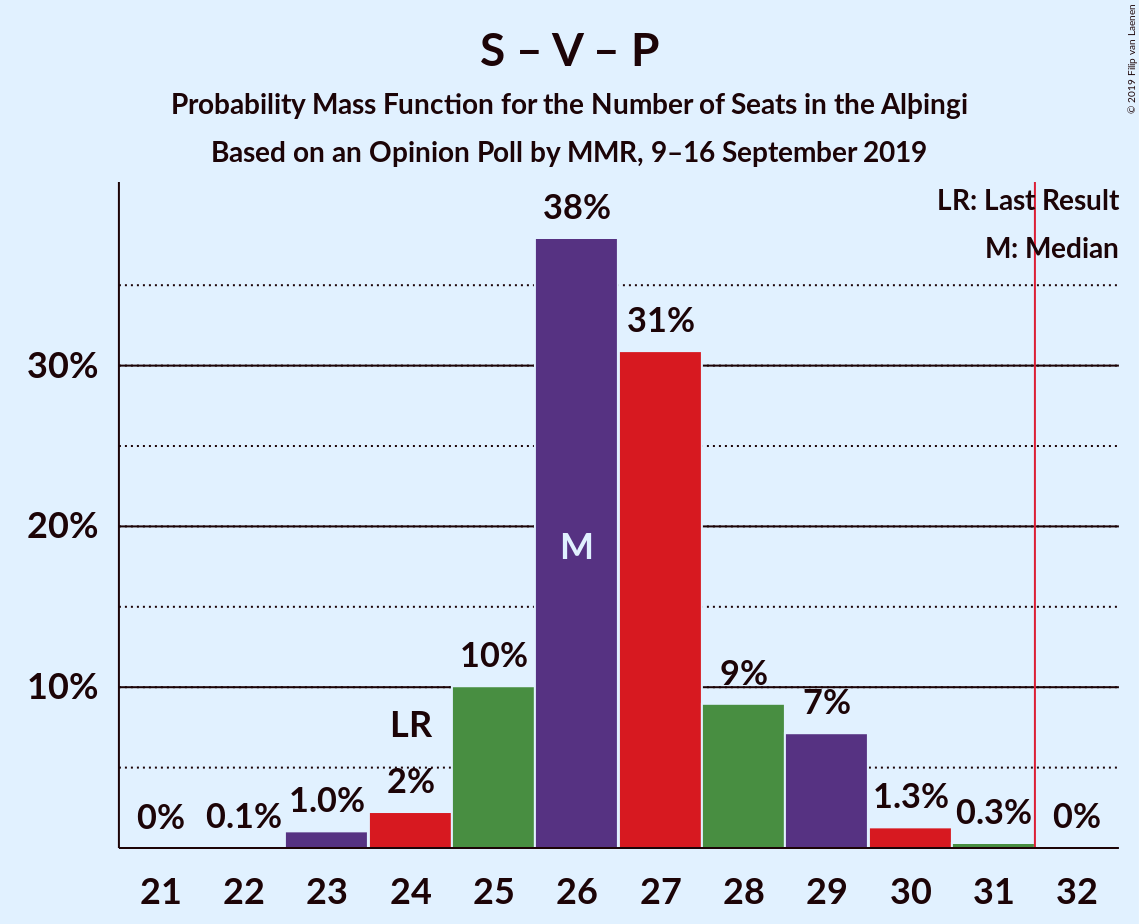 S – V – P
Probability Mass Function for the Number of Seats in the Alþingi
Based on an Opinion Poll by MMR, 9–16 September 2019
© 2019 Filip van Laenen
LR: Last Result
M: Median
38%
31%
30%
20%
M
10%
10%
9%
7%
LR
2%
1.3%
1.0%
0.3%
0%
0.1%
0%
21 22 23 24 25 26 27 28 29 30 31 32